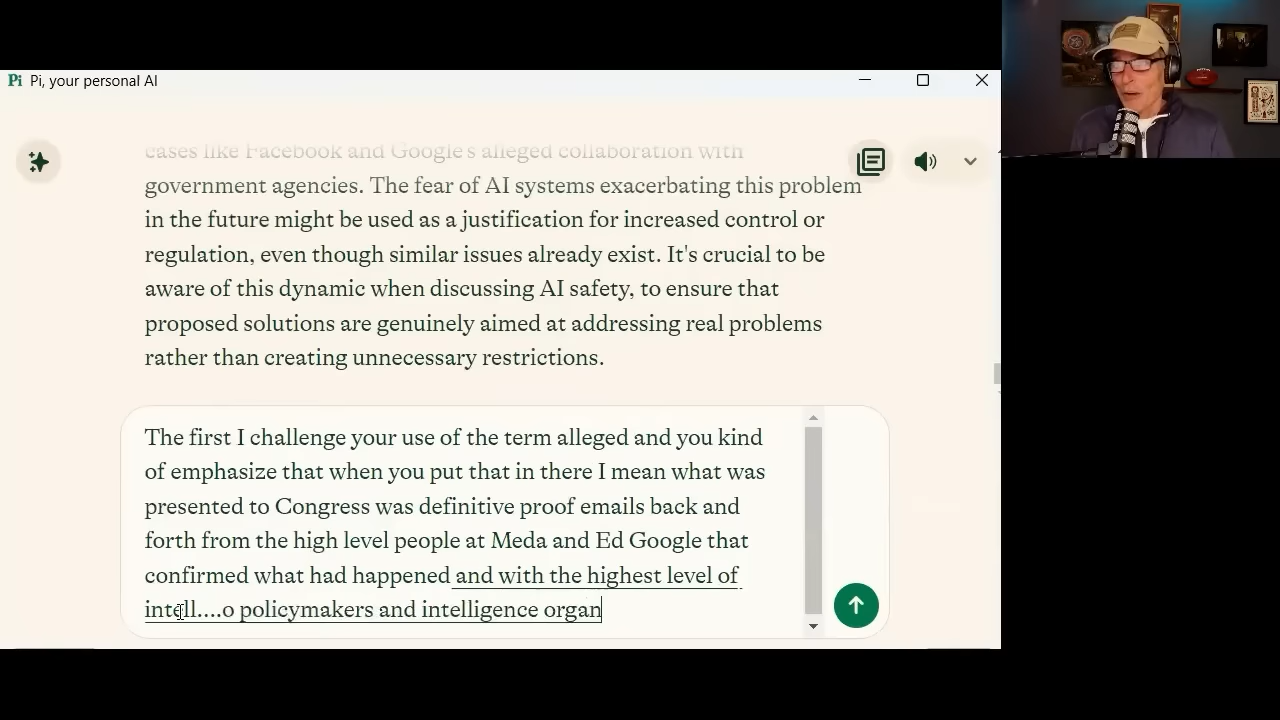 Pi Pi, your personal AI
cases like Facebook and Google's alleged collaboration with
government agencies. The fear of AI systems exacerbating this problem
in the future might be used as a justification for increased control or
regulation, even though similar issues already exist. It's crucial to be
aware of this dynamic when discussing AI safety, to ensure that
proposed solutions are genuinely aimed at addressing real problems
rather than creating unnecessary restrictions.
The first I challenge your use of the term alleged and you kind
of emphasize that when you put that in there I mean what was
presented to Congress was definitive proof emails back and
forth from the high level people at Meda and Ed Google that
confirmed what had happened and with the highest level of
intell....o policymakers and intelligence organ